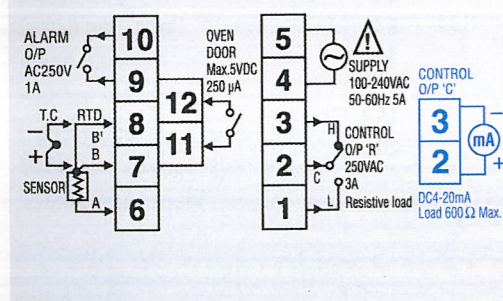 ALARM
O/P
AC250V
1A
10
9
8
7
6
T.C
RTD
B'
B
A
–
+
SENSOR
OVEN
DOOR
Max.5VDC
250 μA
12
11
5
4
3
2
1
SUPPLY
100-240VAC
50-60Hz 5A
H
C
L
CONTROL
O/P 'R'
250VAC
3A
Resistive load
CONTROL
O/P 'C'
3
2
–
mA
+
DC4-20mA
Load 600Ω Max.